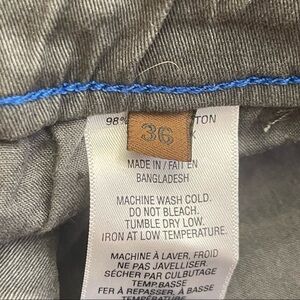 98% TON
36
X
MADE IN / FAIT EN
BANGLADESH
MACHINE WASH COLD.
DO NOT BLEACH.
TUMBLE DRY LOW.
IRON AT LOW TEMPERATURE.
MACHINE À LAVER, FROID
NE PAS JAVELLISER.
SÉCHER PAR CULBUTAGE
TEMP.BASSE
FER À REPASSER, À BASSE
TEMPÉRATURE